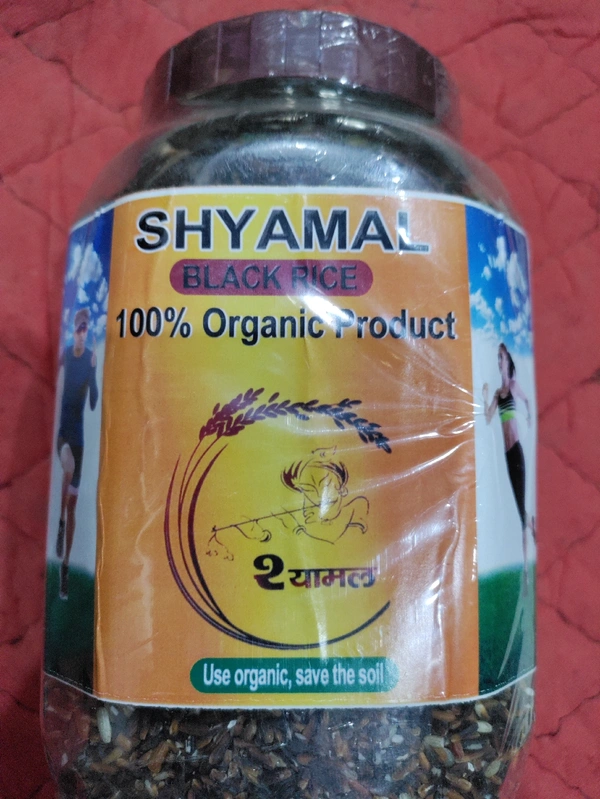 SHYAMAL
BLACK RICE
100% Organic Product
श्यामल
Use organic, save the soil